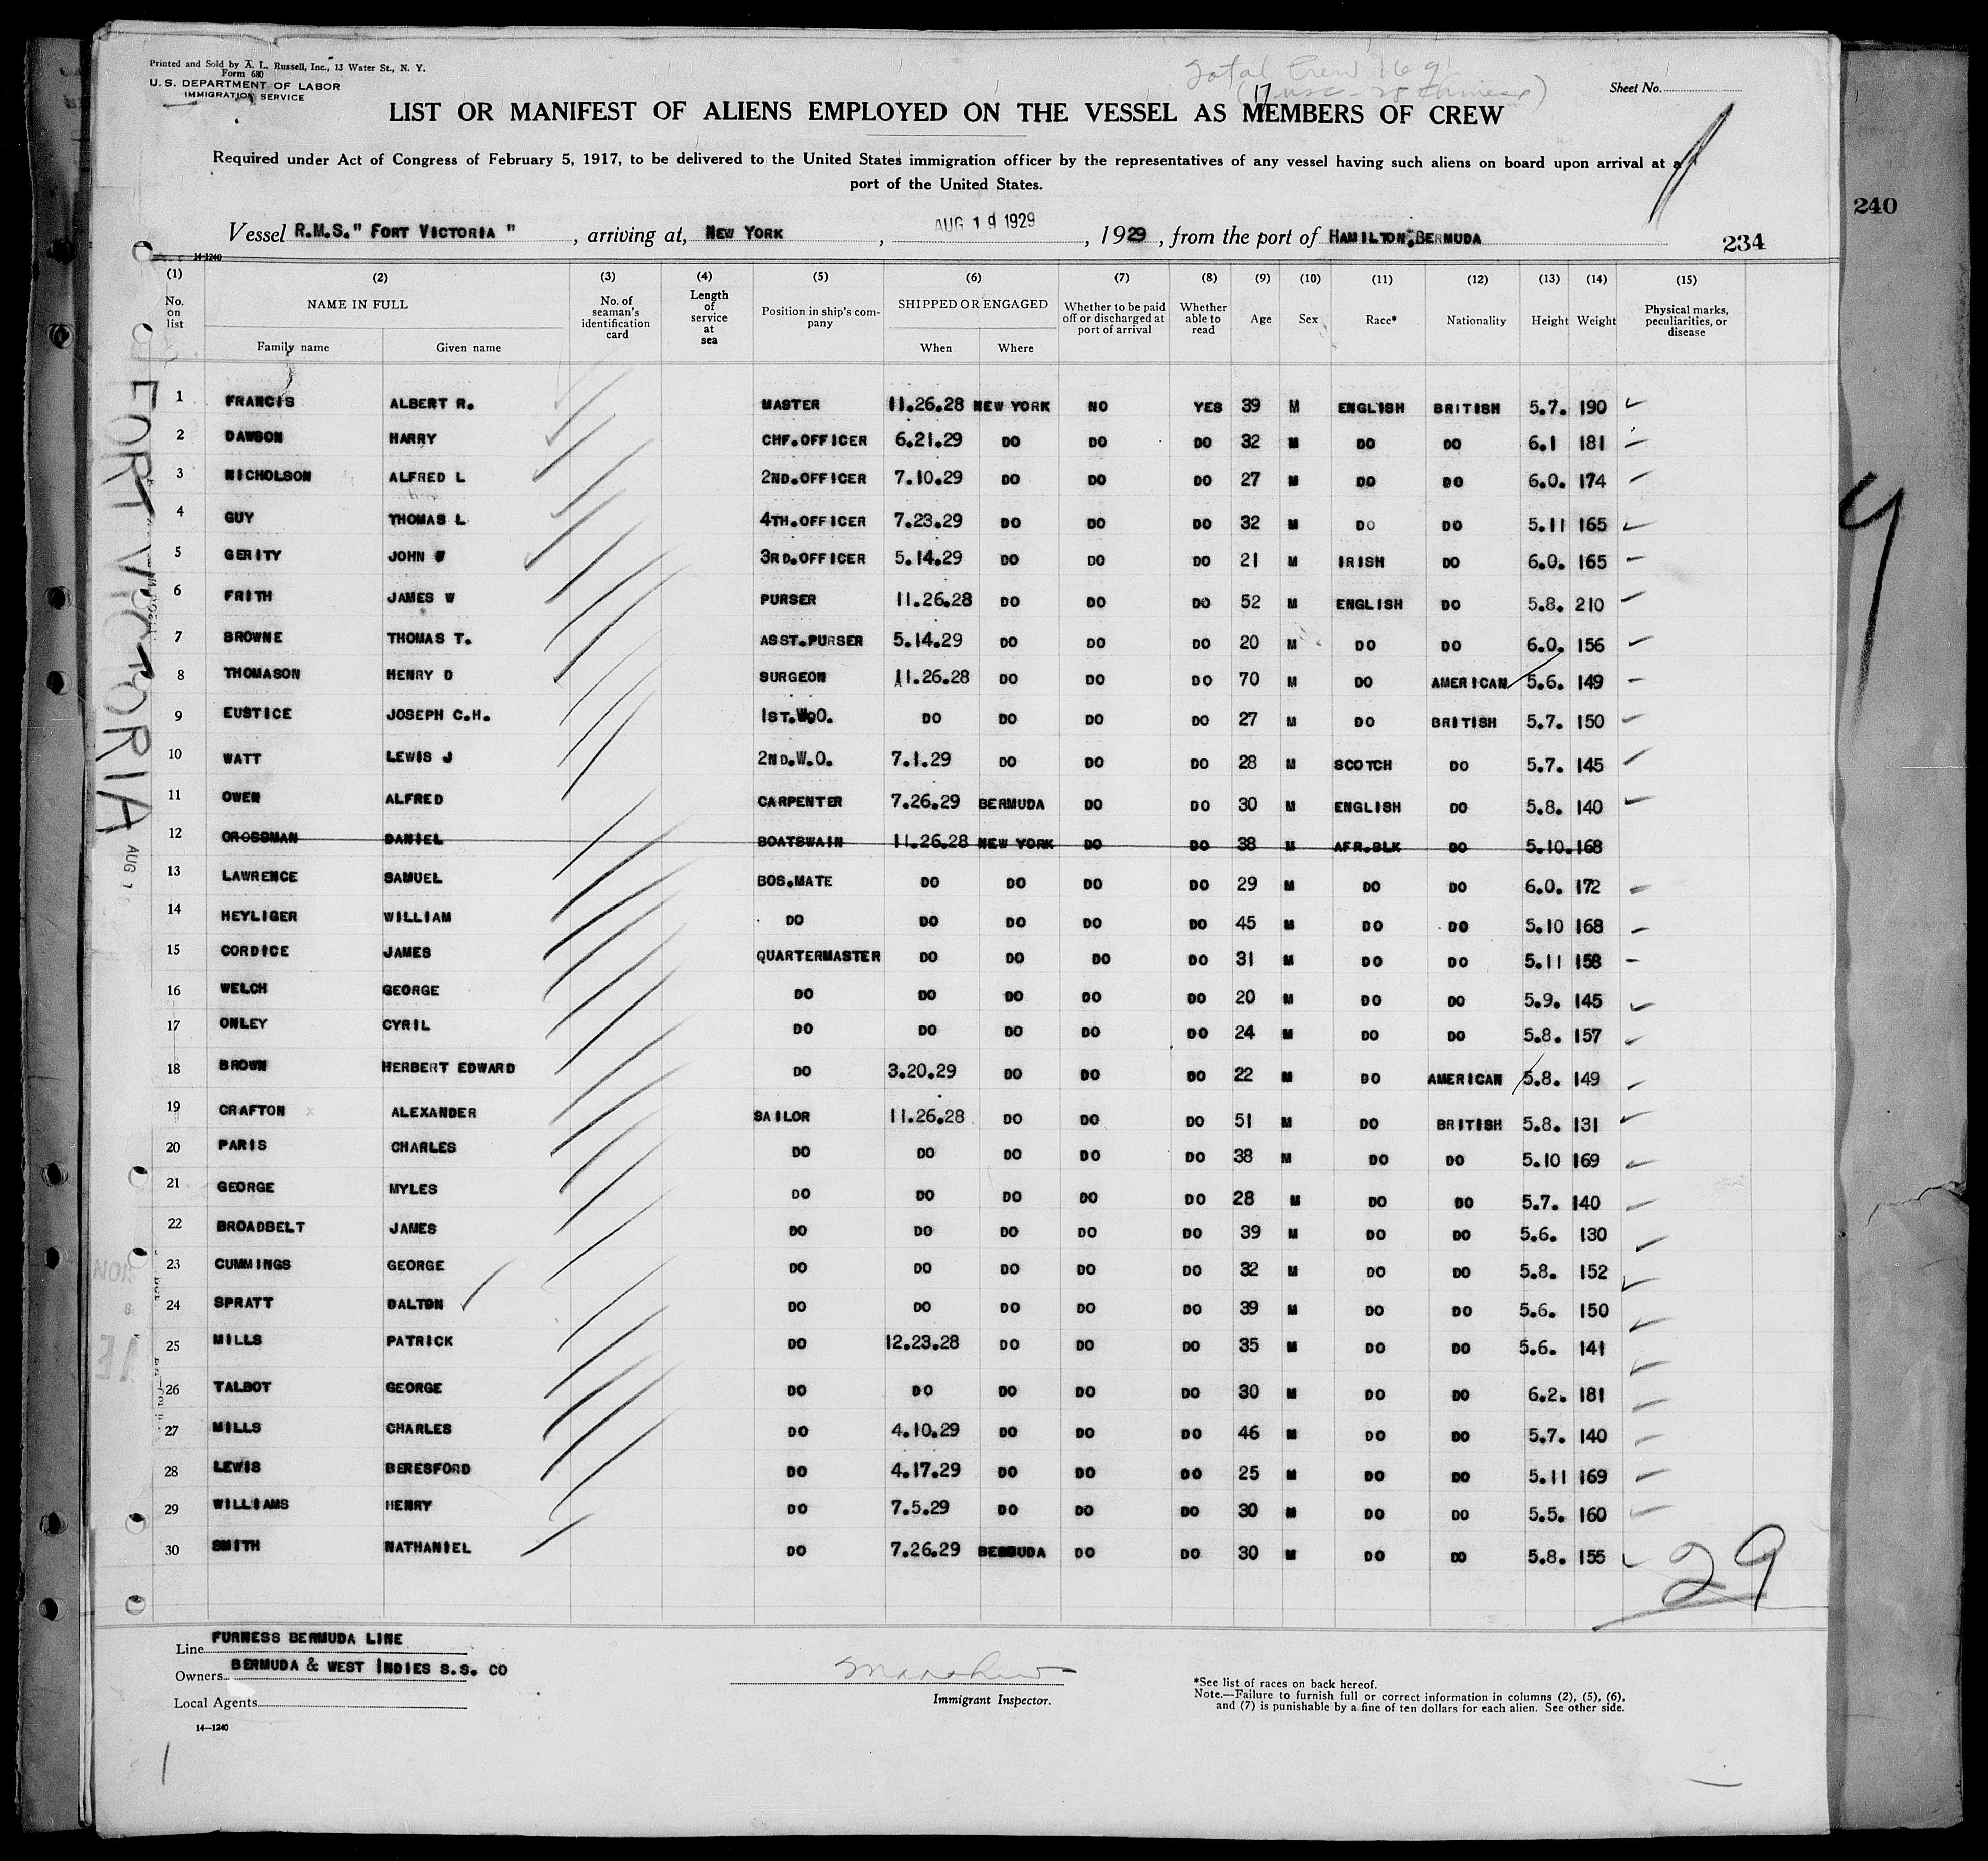 Printed and Sold by A. L. Russell, Inc., 13 Water St., N. Y.
Form 680
U. S. DEPARTMENT OF LABOR
IMMIGRATION SERVICE
Total Crew 169
Sheet No.
LIST OR MANIFEST OF ALIENS EMPLOYED ON THE VESSEL AS MEMBERS OF CREW
Required under Act of Congress of February 5, 1917, to be delivered to the United States immigration officer by the representatives of any vessel having such aliens on board upon arrival at a
port of the United States.
240
Vessel R.M.S." FORT VICTORIA ", arriving at, NEW YORK, AUG 19 1929, 1929, from the port of HAMILTON.BERMUDA
234
14-1240
(1) (2) (3) (4) (5) (6) (7) (8) (9) (10) (11) (12) (13) (14) (15)
No. on list NAME IN FULL Family name Given name No. of seaman's identification card Length of service at sea Position in ship's company SHIPPED OR ENGAGED When Where Whether to be paid off or discharged at port of arrival Whether able to read Age Sex Race* Nationality Height Weight Physical marks, peculiarities, or disease
1 FRANCIS ALBERT R. MASTER 11.26.28 NEW YORK NO YES 39 M ENGLISH BRITISH 5.7. 190
2 DAWSON HARRY CHF.OFFICER 6.21.29 DO DO DO 32 M DO DO 6.1 181
3 NICHOLSON ALFRED L 2ND.OFFICER 7.10.29 DO DO DO 27 M DO DO 6.0. 174
4 GUY THOMAS L 4TH.OFFICER 7.23.29 DO DO DO 32 M DO DO 5.11 165
5 GERITY JOHN W 3RD.OFFICER 5.14.29 DO DO DO 21 M IRISH DO 6.0. 165
6 FRITH JAMES W PURSER 11.26.28 DO DO DO 52 M ENGLISH DO 5.8. 210
7 BROWNE THOMAS T. ASST.PURSER 5.14.29 DO DO DO 20 M DO DO 6.0. 156
8 THOMASON HENRY D SURGEON 11.26.28 DO DO DO 70 M DO AMERICAN 5.6. 149
9 EUSTICE JOSEPH C.H. 1ST.W.O. DO DO DO DO 27 M DO BRITISH 5.7. 150
10 WATT LEWIS J 2ND.W.O. 7.1.29 DO DO DO 28 M SCOTCH DO 5.7. 145
11 OWEN ALFRED CARPENTER 7.26.29 BERMUDA DO DO 30 M ENGLISH DO 5.8. 140
12 CROSSMAN DANIEL BOATSWAIN 11.26.28 NEW YORK DO DO 38 M AFR.BLK DO 5.10.168
13 LAWRENCE SAMUEL BOS.MATE DO DO DO DO 29 M DO DO 6.0. 172
14 HEYLIGER WILLIAM DO DO DO DO DO 45 M DO DO 5.10 168
15 CORDICE JAMES QUARTERMASTER DO DO DO DO 31 M DO DO 5.11 158
16 WELCH GEORGE DO DO DO DO DO 20 M DO DO 5.9. 145
17 ONLEY CYRIL DO DO DO DO DO 24 M DO DO 5.8. 157
18 BROWN HERBERT EDWARD DO 3.20.29 DO DO DO 22 M DO AMERICAN 5.8. 149
19 CRAFTON ALEXANDER SAILOR 11.26.28 DO DO DO 51 M DO BRITISH 5.8. 131
20 PARIS CHARLES DO DO DO DO DO 38 M DO DO 5.10 169
21 GEORGE MYLES DO DO DO DO DO 28 M DO DO 5.7. 140
22 BROADBELT JAMES DO DO DO DO DO 39 M DO DO 5.6. 130
23 CUMMINGS GEORGE DO DO DO DO DO 32 M DO DO 5.8. 152
24 SPRATT DALTON DO DO DO DO DO 39 M DO DO 5.6. 150
25 MILLS PATRICK DO 12.23.28 DO DO DO 35 M DO DO 5.6. 141
26 TALBOT GEORGE DO DO DO DO DO 30 M DO DO 6.2. 181
27 MILLS CHARLES DO 4.10.29 DO DO DO 46 M DO DO 5.7. 140
28 LEWIS BERESFORD DO 4.17.29 DO DO DO 25 M DO DO 5.11 169
29 WILLIAMS HENRY DO 7.5.29 DO DO DO 30 M DO DO 5.5. 160
30 SMITH NATHANIEL DO 7.26.29 BERMUDA DO DO 30 M DO DO 5.8. 155
29
FORT VICTORIA
AUG 1
Line FURNESS BERMUDA LINE
Owners BERMUDA & WEST INDIES S.S. CO
Local Agents
14—1240
Immigrant Inspector.
*See list of races on back hereof.
Note.—Failure to furnish full or correct information in columns (2), (5), (6),
and (7) is punishable by a fine of ten dollars for each alien. See other side.